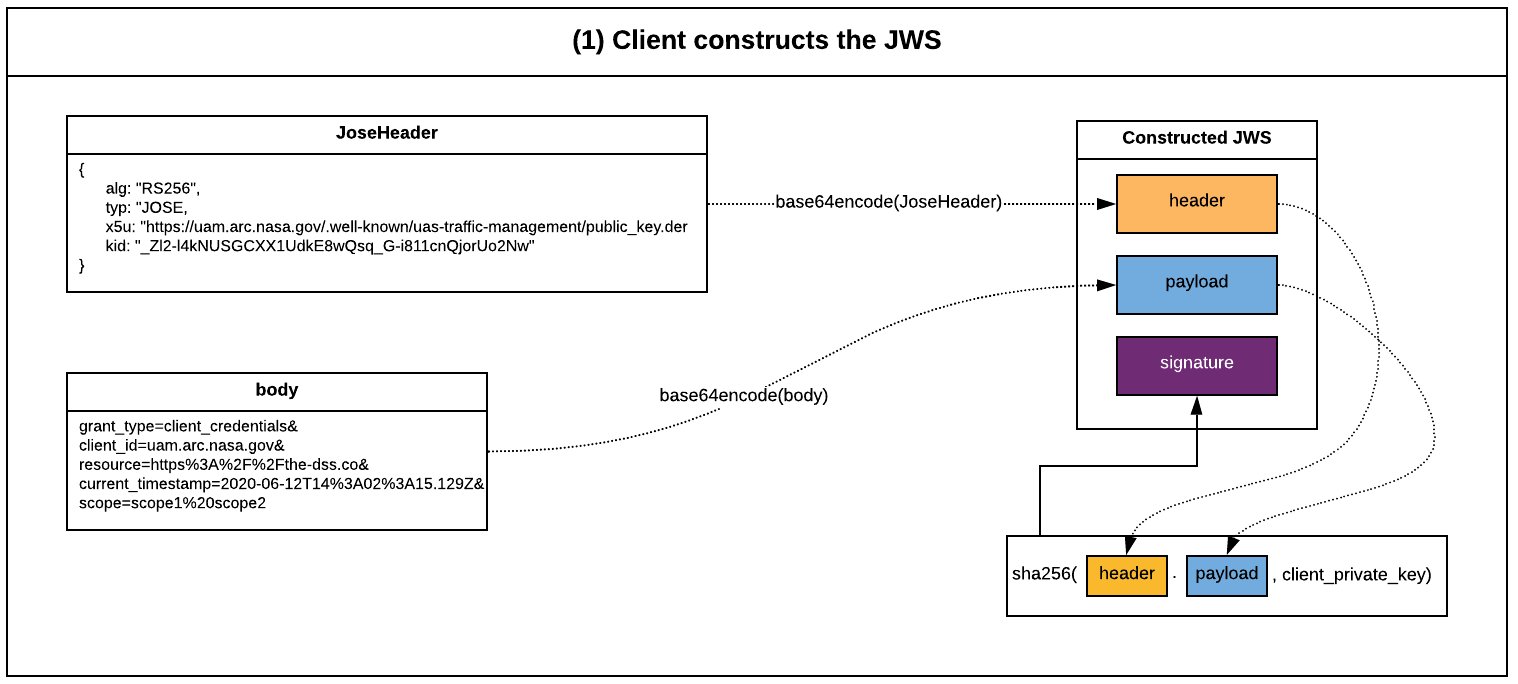 (1) Client constructs the JWS
JoseHeader
{
alg: "RS256",
typ: "JOSE,
x5u: "https://uam.arc.nasa.gov/.well-known/uas-traffic-management/public_key.der
kid: "_Zl2-l4kNUSGCXX1UdkE8wQsq_G-i811cnQjorUo2Nw"
}
base64encode(JoseHeader)
Constructed JWS
header
payload
signature
body
grant_type=client_credentials&
client_id=uam.arc.nasa.gov&
resource=https%3A%2F%2Fthe-dss.co&
current_timestamp=2020-06-12T14%3A02%3A15.129Z&
scope=scope1%20scope2
base64encode(body)
sha256( header . payload , client_private_key)